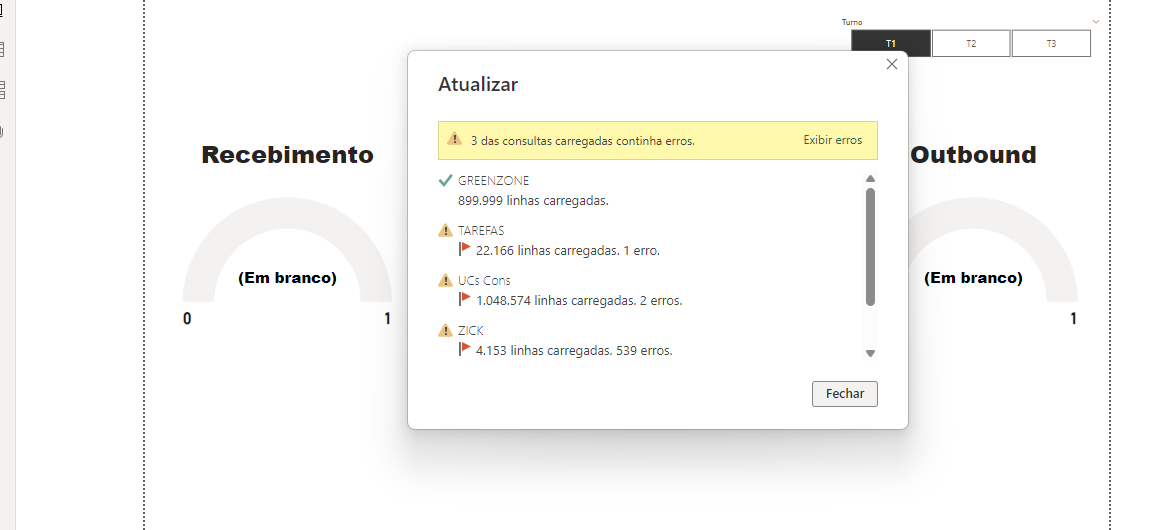 Turno
T1 T2 T3
Atualizar
3 das consultas carregadas continha erros. Exibir erros
Recebimento
Outbound
GREENZONE
899.999 linhas carregadas.
TAREFAS
22.166 linhas carregadas. 1 erro.
(Em branco)
(Em branco)
UCs Cons
1.048.574 linhas carregadas. 2 erros.
0 1
1
ZICK
4.153 linhas carregadas. 539 erros.
Fechar